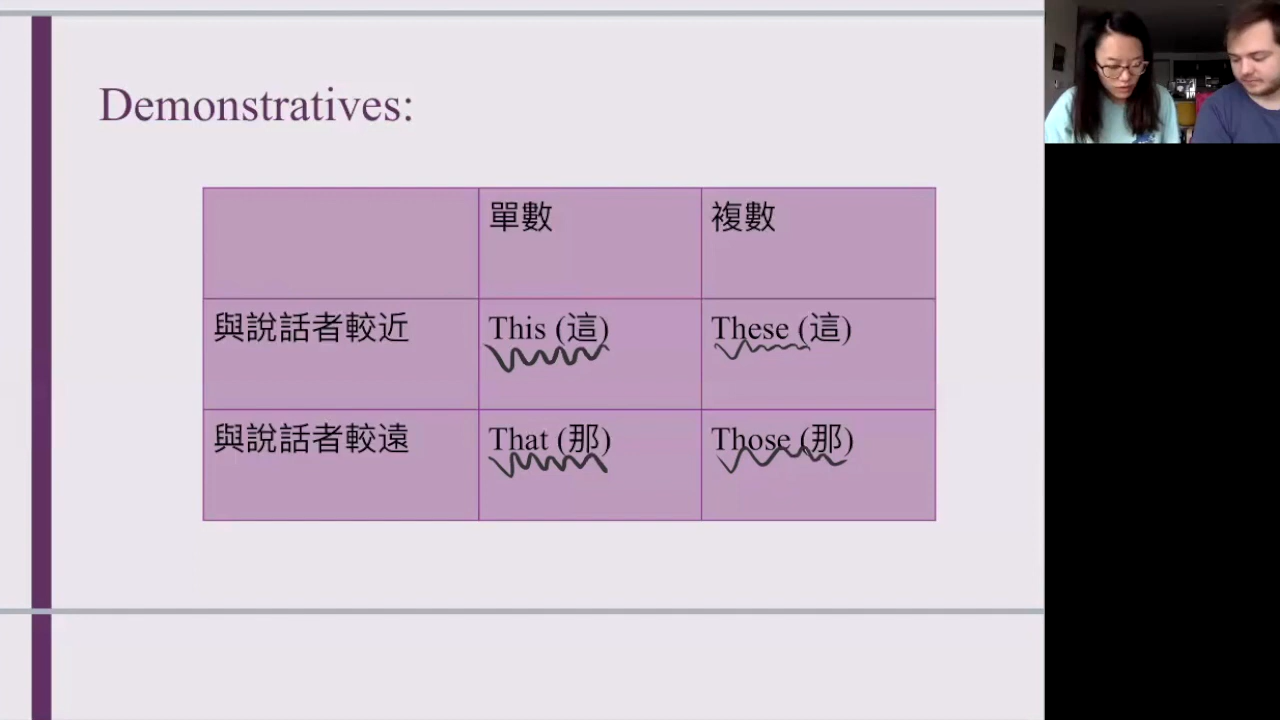 Demonstratives:
單數 複數
與說話者較近 This (這) These (這)
與說話者較遠 That (那) Those (那)